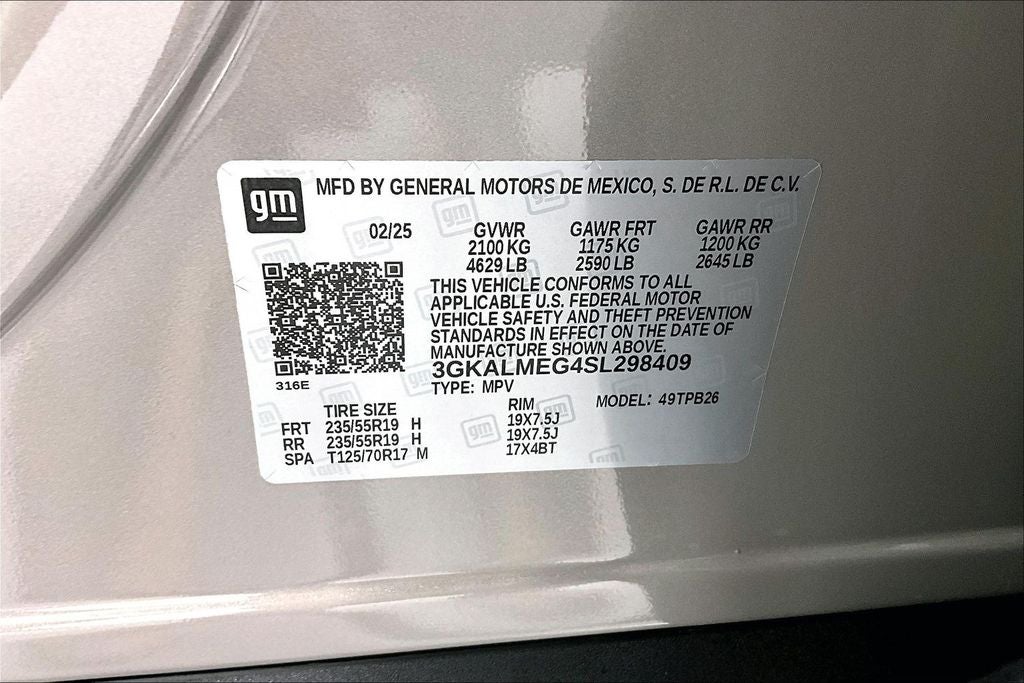 gm MFD BY GENERAL MOTORS DE MEXICO, S. DE R.L. DE C.V.
02/25 GVWR GAWR FRT GAWR RR
2100 KG 1175 KG 1200 KG
4629 LB 2590 LB 2645 LB
THIS VEHICLE CONFORMS TO ALL
APPLICABLE U.S. FEDERAL MOTOR
VEHICLE SAFETY AND THEFT PREVENTION
STANDARDS IN EFFECT ON THE DATE OF
MANUFACTURE SHOWN ABOVE.
3GKALMEG4SL298409
316E
TYPE: MPV MODEL: 49TPB26
TIRE SIZE RIM
FRT 235/55R19 H 19X7.5J
RR 235/55R19 H 19X7.5J
SPA T125/70R17 M 17X4BT